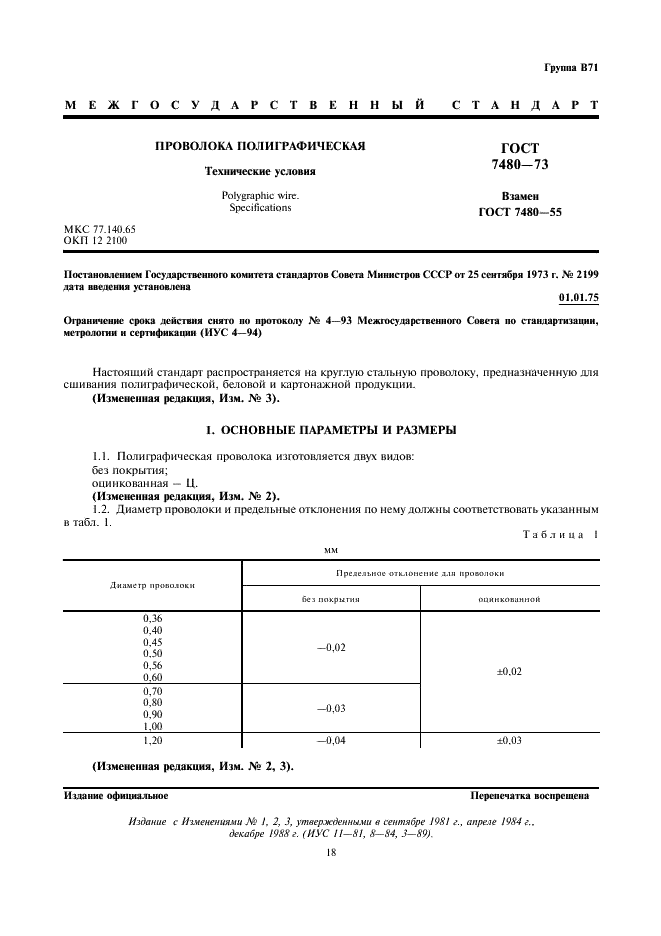 Группа В71
МЕЖГОСУДАРСТВЕННЫЙ СТАНДАРТ
ПРОВОЛОКА ПОЛИГРАФИЧЕСКАЯ
Технические условия
Polygraphic wire.
Specifications
ГОСТ
7480—73
Взамен
ГОСТ 7480—55
МКС 77.140.65
ОКП 12 2100
Постановлением Государственного комитета стандартов Совета Министров СССР от 25 сентября 1973 г. № 2199
дата введения установлена
01.01.75
Ограничение срока действия снято по протоколу № 4—93 Межгосударственного Совета по стандартизации,
метрологии и сертификации (ИУС 4—94)
Настоящий стандарт распространяется на круглую стальную проволоку, предназначенную для
сшивания полиграфической, беловой и картонажной продукции.
(Измененная редакция, Изм. № 3).
1. ОСНОВНЫЕ ПАРАМЕТРЫ И РАЗМЕРЫ
1.1. Полиграфическая проволока изготовляется двух видов:
без покрытия;
оцинкованная — Ц.
(Измененная редакция, Изм. № 2).
1.2. Диаметр проволоки и предельные отклонения по нему должны соответствовать указанным
в табл. 1.
Таблица 1
мм
Диаметр проволоки
Предельное отклонение для проволоки
без покрытия
оцинкованной
0,36
0,40
0,45
0,50
0,56
0,60
—0,02
±0,02
0,70
0,80
0,90
1,00
—0,03
1,20
—0,04
±0,03
(Измененная редакция, Изм. № 2, 3).
Издание официальное
Перепечатка воспрещена
Издание с Изменениями № 1, 2, 3, утвержденными в сентябре 1981 г., апреле 1984 г.,
декабре 1988 г. (ИУС 11—81, 8—84, 3—89).
18